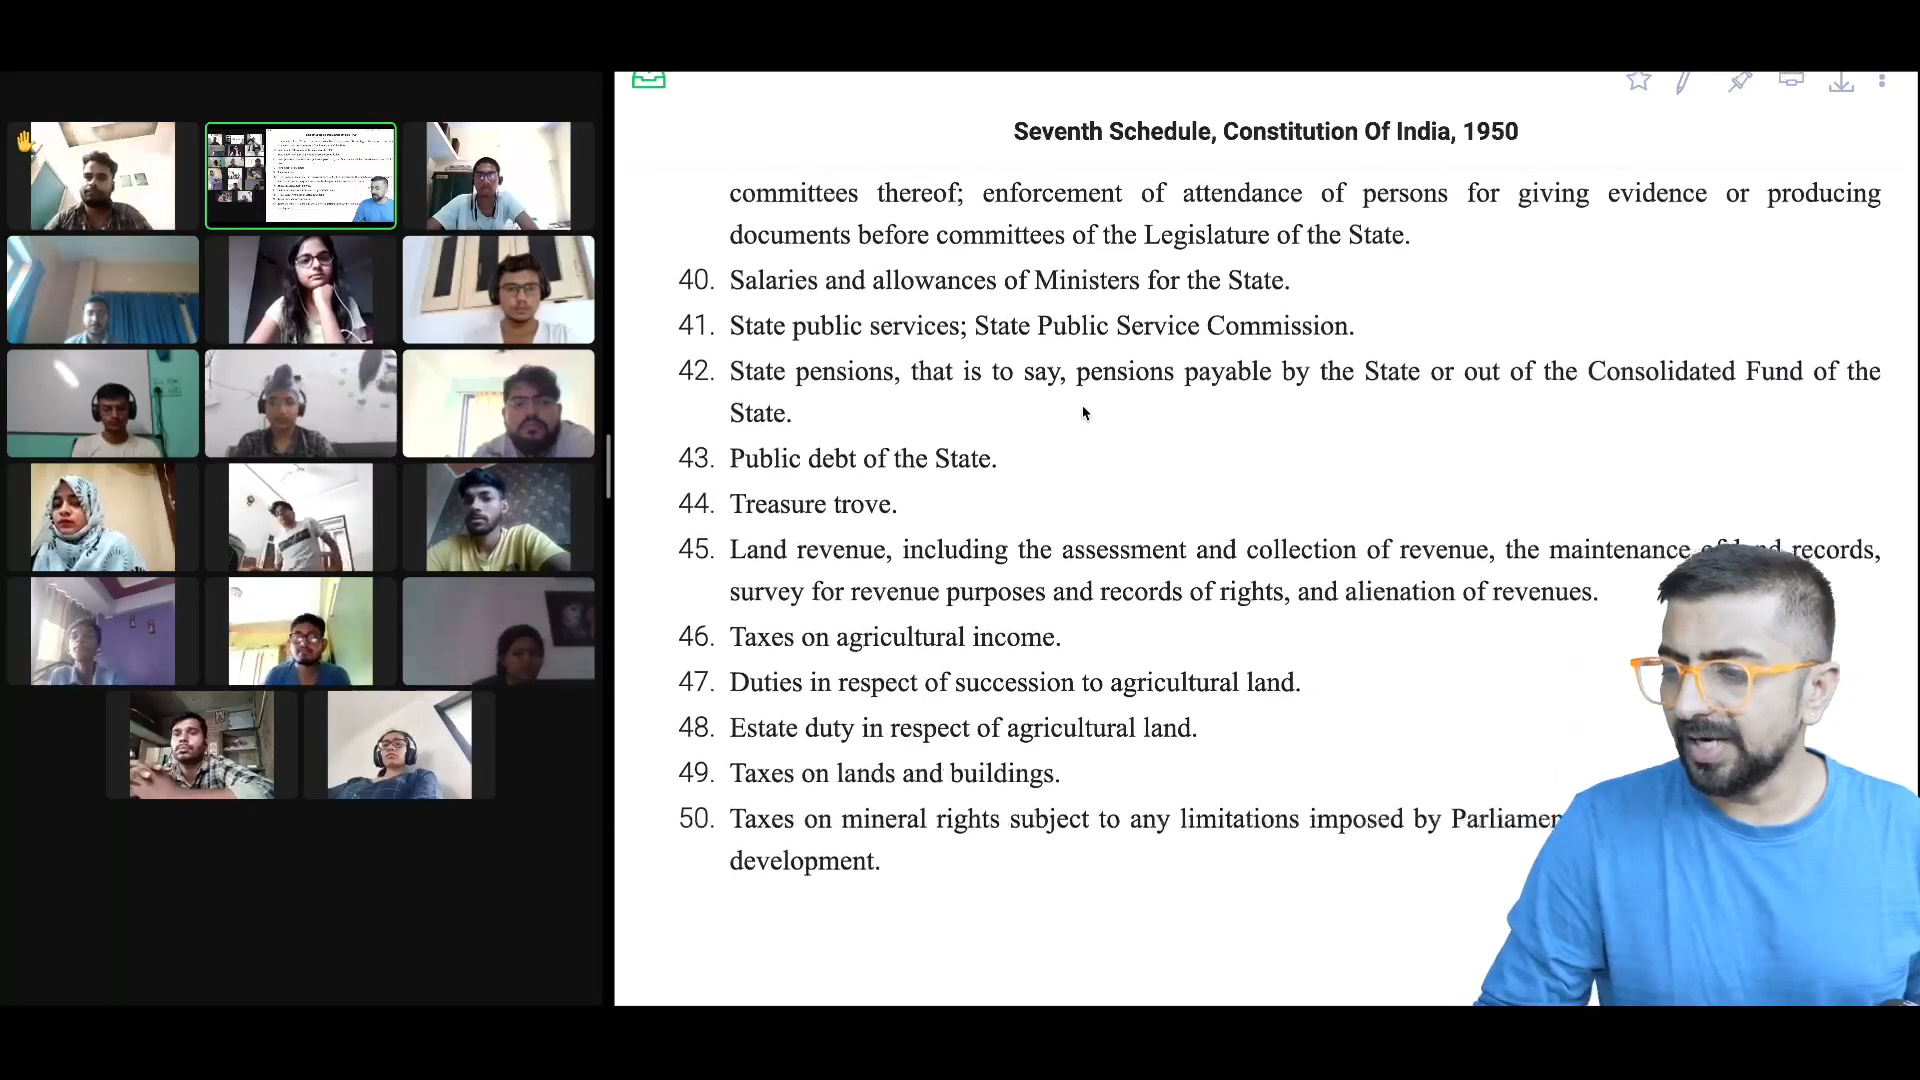 Seventh Schedule, Constitution Of India, 1950
committees thereof; enforcement of attendance of persons for giving evidence or producing
documents before committees of the Legislature of the State.
40. Salaries and allowances of Ministers for the State.
41. State public services; State Public Service Commission.
42. State pensions, that is to say, pensions payable by the State or out of the Consolidated Fund of the
State.
43. Public debt of the State.
44. Treasure trove.
45. Land revenue, including the assessment and collection of revenue, the maintenance of land records,
survey for revenue purposes and records of rights, and alienation of revenues.
46. Taxes on agricultural income.
47. Duties in respect of succession to agricultural land.
48. Estate duty in respect of agricultural land.
49. Taxes on lands and buildings.
50. Taxes on mineral rights subject to any limitations imposed by
development.